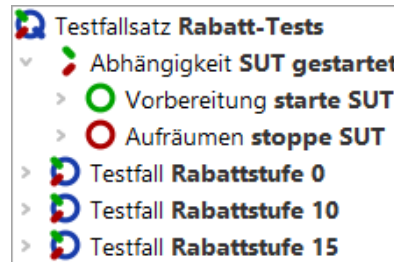 Testfallsatz Rabatt-Tests
Abhängigkeit SUT gestartet
Vorbereitung starte SUT
Aufräumen stoppe SUT
Testfall Rabattstufe 0
Testfall Rabattstufe 10
Testfall Rabattstufe 15